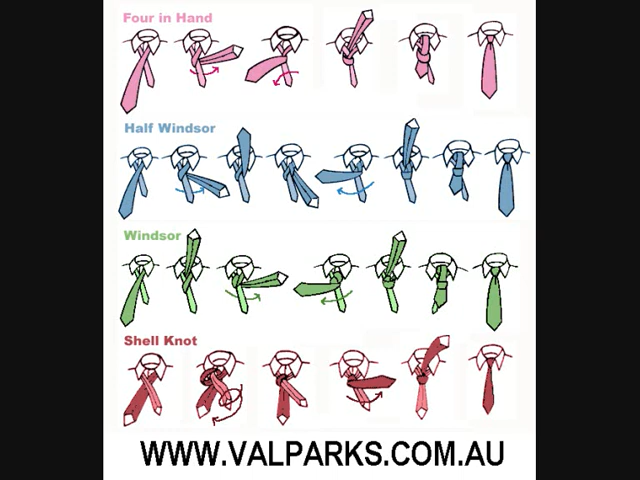 Four in Hand
Half Windsor
Windsor
Shell Knot
WWW.VALPARKS.COM.AU